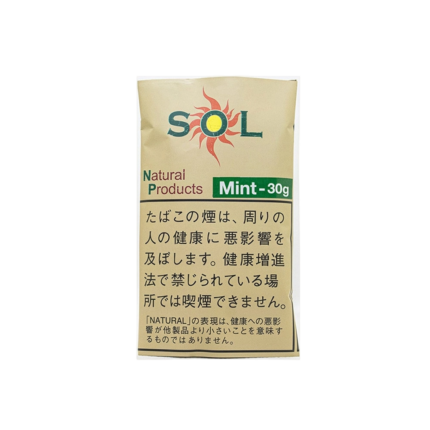 SOL
Natural
Products
Mint-30g
たばこの煙は、周りの
人の健康に悪影響を
及ぼします。健康増進
法で禁じられている場
所では喫煙できません。
「NATURAL」の表現は、健康への悪影
響が他製品より小さいことを意味す
るものではありません。